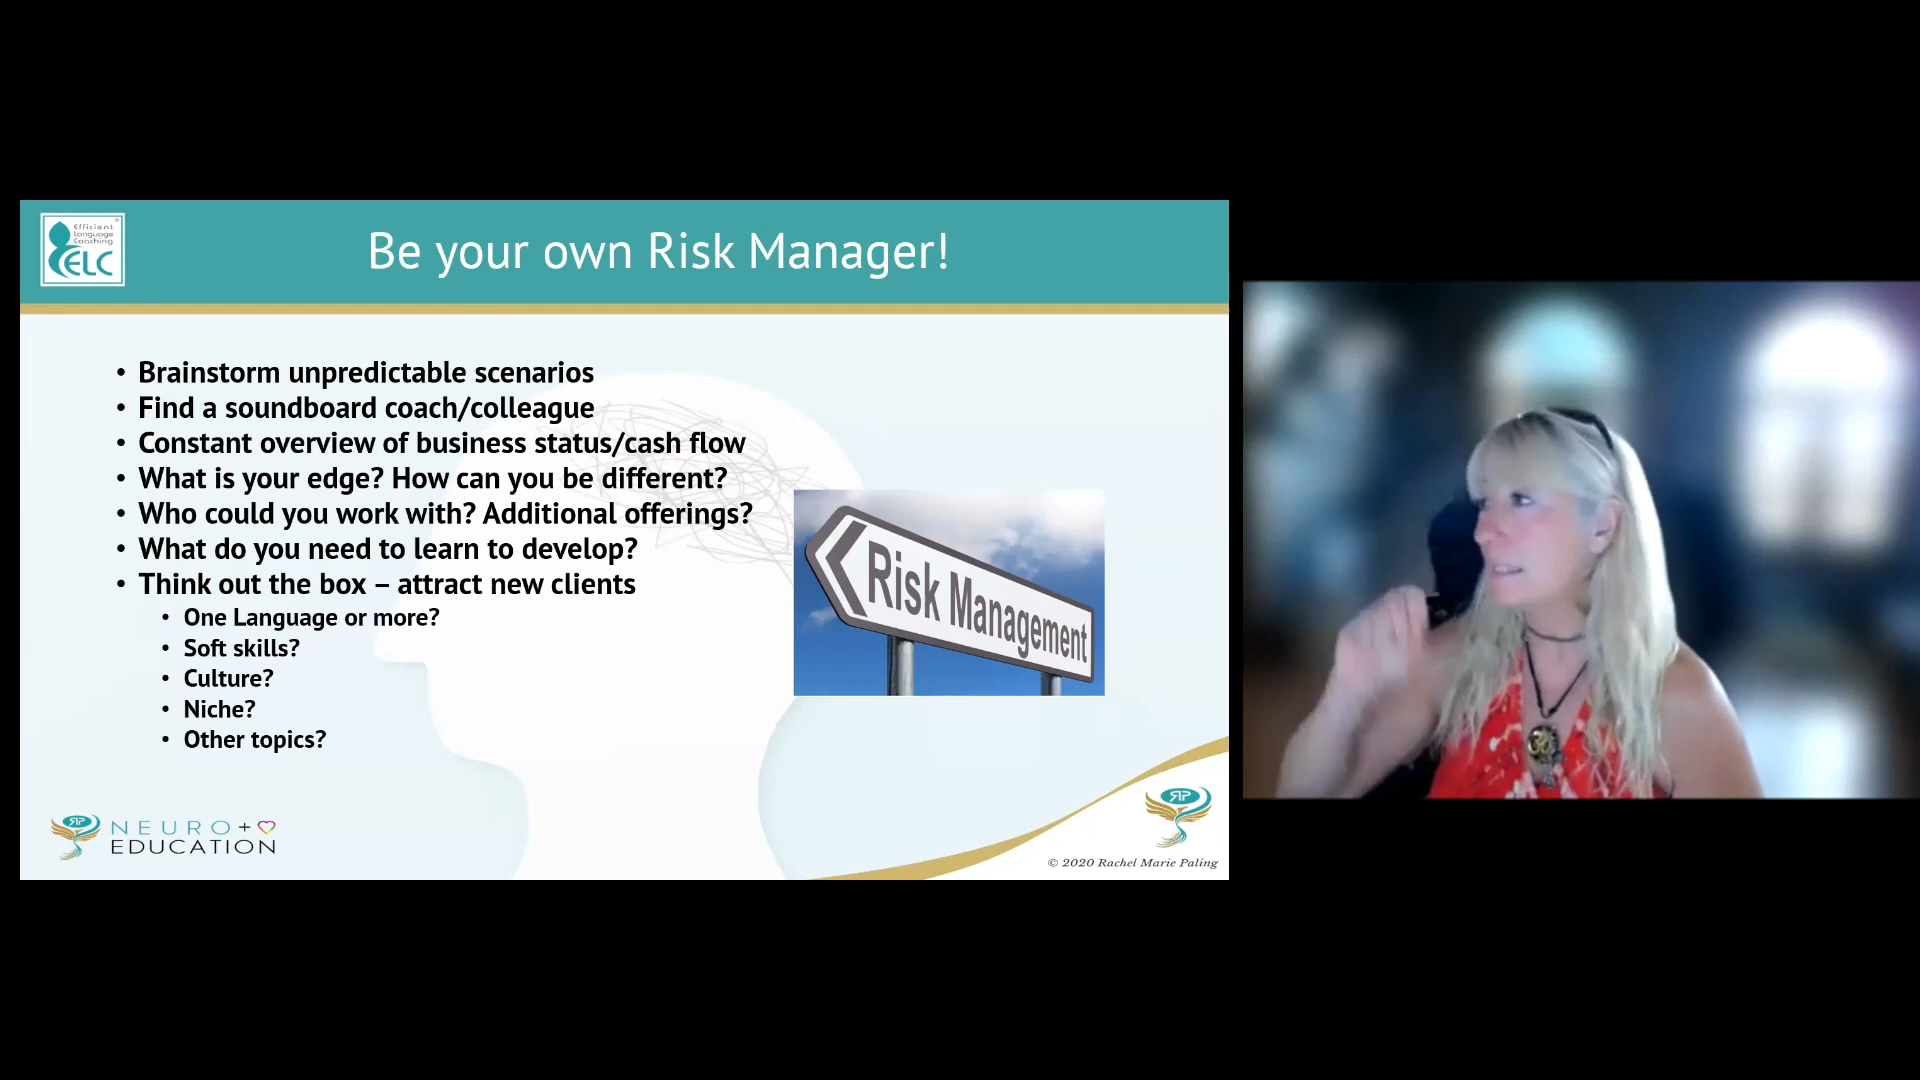 Efficient
Language
Coaching
ELC
Be your own Risk Manager!
• Brainstorm unpredictable scenarios
• Find a soundboard coach/colleague
• Constant overview of business status/cash flow
• What is your edge? How can you be different?
• Who could you work with? Additional offerings?
• What do you need to learn to develop?
• Think out the box – attract new clients
• One Language or more?
• Soft skills?
• Culture?
• Niche?
• Other topics?
Risk Management
NEURO+
EDUCATION
© 2020 Rachel Marie Paling